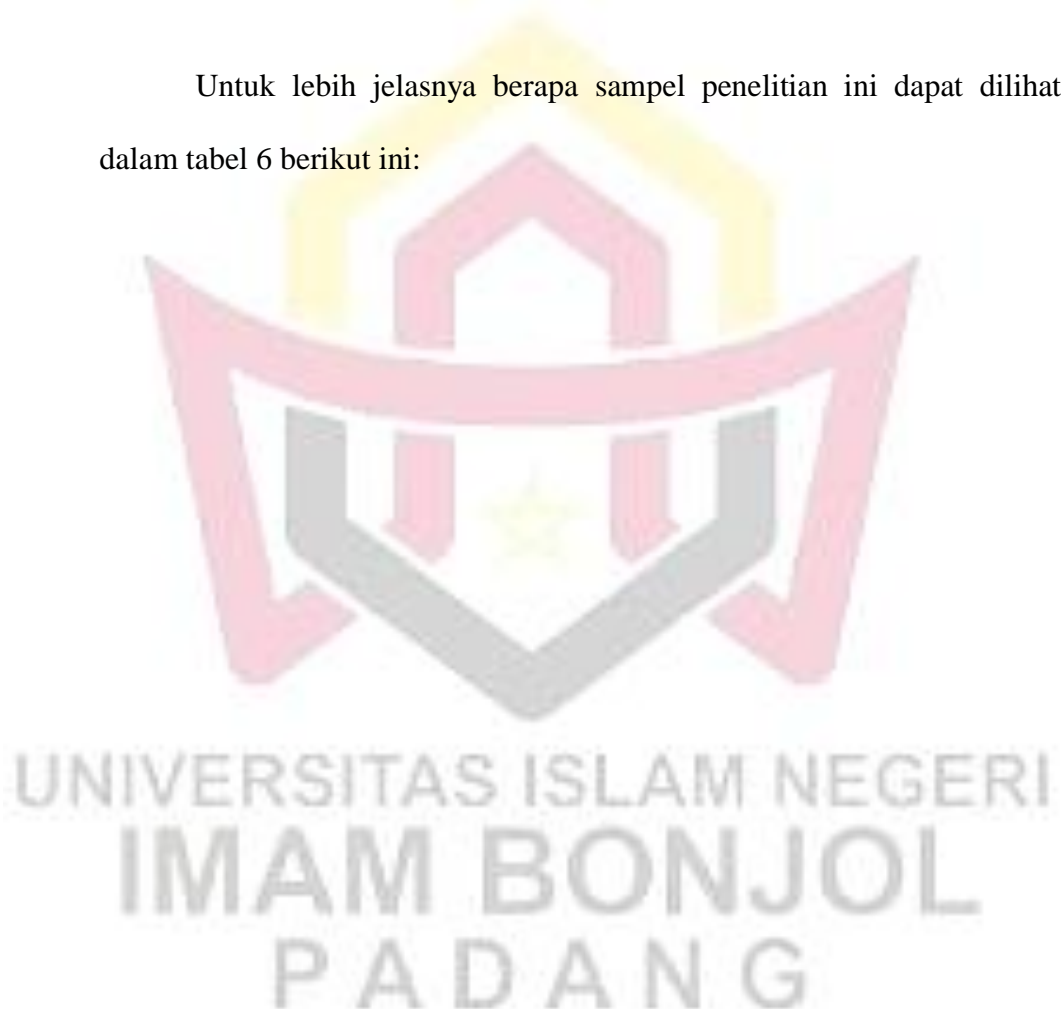 Untuk lebih jelasnya berapa sampel penelitian ini dapat dilihat
dalam tabel 6 berikut ini:
UNIVERSITAS ISLAM NEGERI
IMAM BONJOL
PADANG